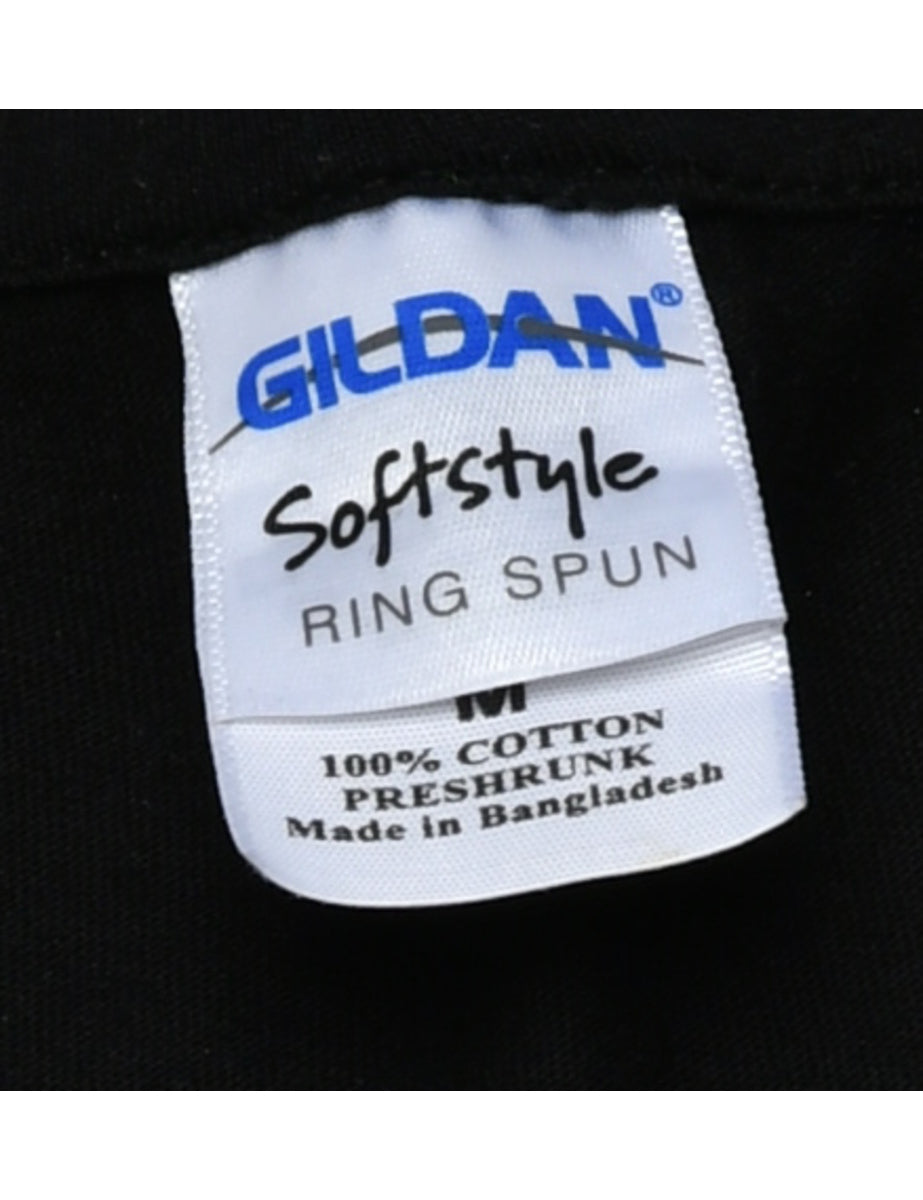 GILDAN®
Softstyle
RING SPUN
M
100% COTTON
PRESHRUNK
Made in Bangladesh